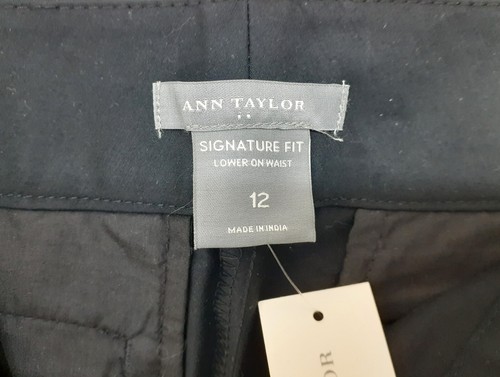 ANN TAYLOR
SIGNATURE FIT
LOWER ON WAIST
12
MADE IN INDIA